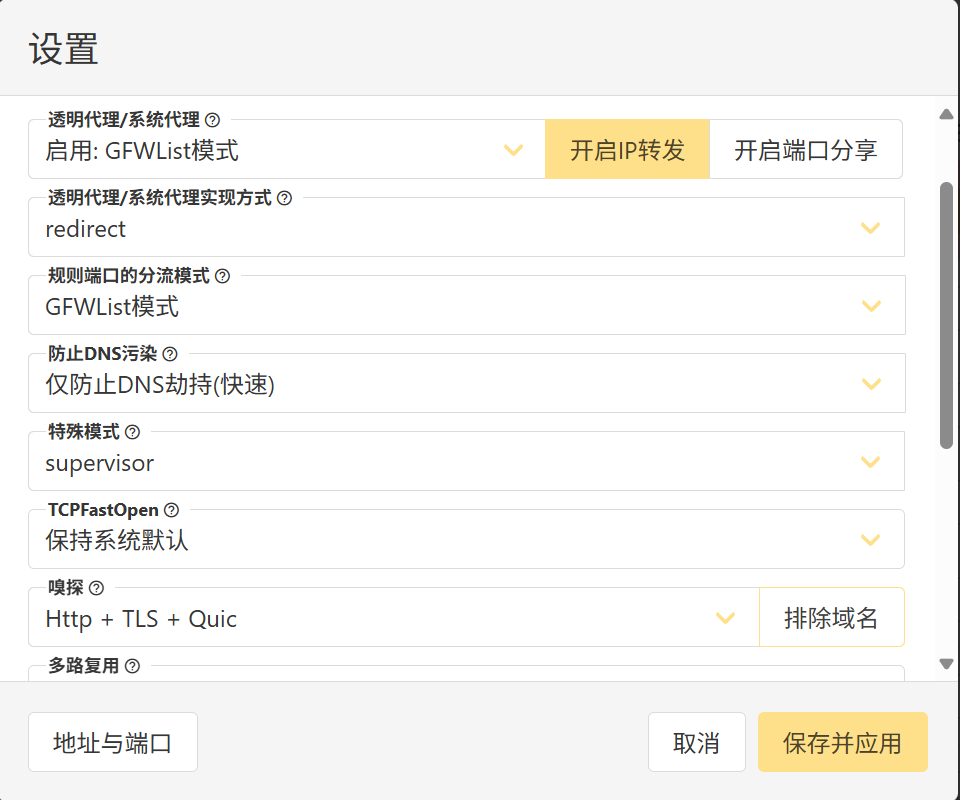 设置
透明代理/系统代理
启用: GFWList模式
开启IP转发
开启端口分享
透明代理/系统代理实现方式
redirect
规则端口的分流模式
GFWList模式
防止DNS污染
仅防止DNS劫持(快速)
特殊模式
supervisor
TCPFastOpen
保持系统默认
嗅探
Http + TLS + Quic
排除域名
多路复用
地址与端口
取消
保存并应用